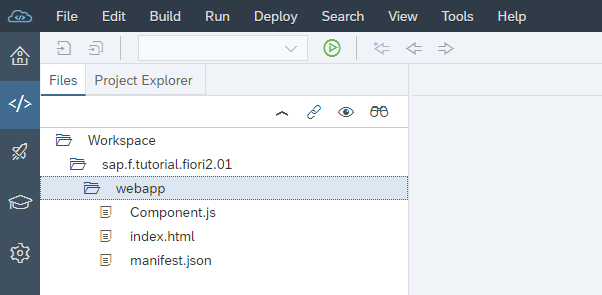 File Edit Build Run Deploy Search View Tools Help
Files Project Explorer
Workspace
sap.f.tutorial.fiori2.01
webapp
Component.js
index.html
manifest.json